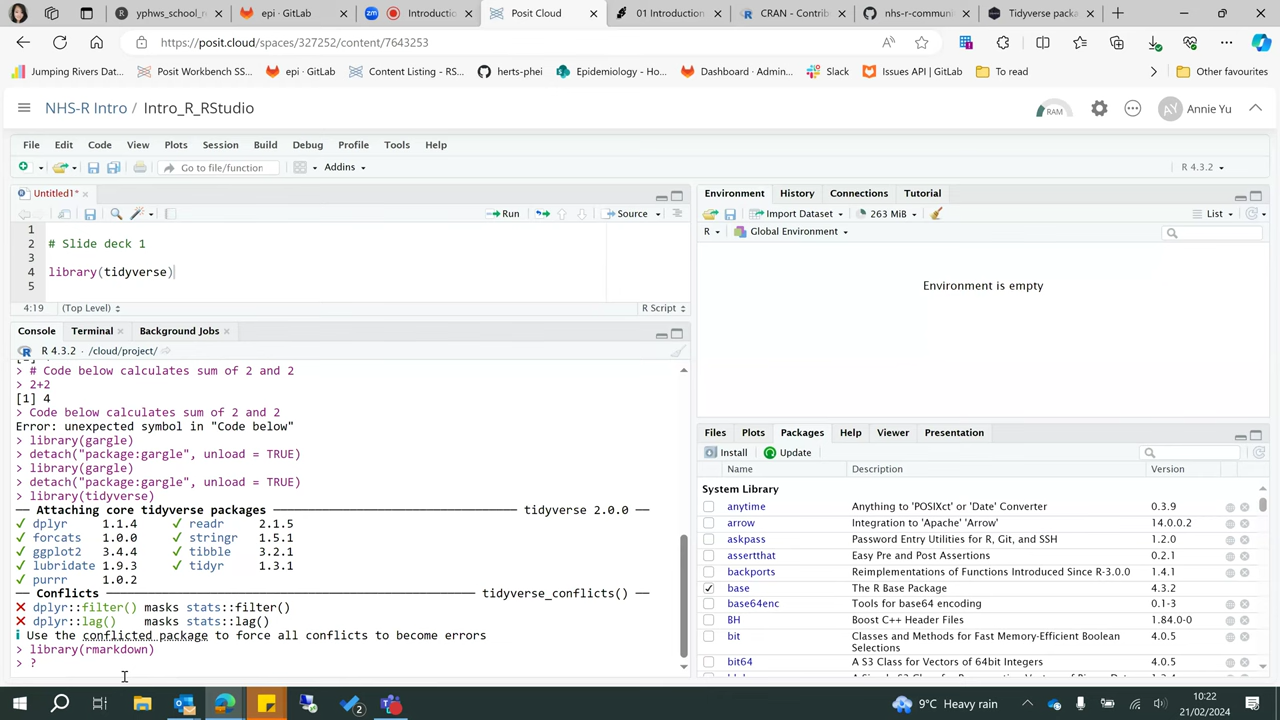 yphws_school_r
epi · GitLab
Introductio
Posit Cloud
01 Introduction
CRAN - Contrib
nhs-r-commun
Tidyverse packa
https://posit.cloud/spaces/327252/content/7643253
Jumping Rivers Dat...
Posit Workbench SS...
epi · GitLab
Content Listing - RS...
herts-phei
Epidemiology - Ho...
Dashboard · Admin...
Slack
Issues API | GitLab
To read
Other favourites
NHS-R Intro / Intro_R_RStudio
RAM
AY Annie Yu
File Edit Code View Plots Session Build Debug Profile Tools Help
Go to file/function
Addins
R 4.3.2
Untitled1*
Run
Source
1
2 # Slide deck 1
3
4 library(tidyverse)
5
4:19 (Top Level)
R Script
Console Terminal Background Jobs
R 4.3.2 · /cloud/project/
> # Code below calculates sum of 2 and 2
> 2+2
[1] 4
> Code below calculates sum of 2 and 2
Error: unexpected symbol in "Code below"
> library(gargle)
> detach("package:gargle", unload = TRUE)
> library(gargle)
> detach("package:gargle", unload = TRUE)
> library(tidyverse)
── Attaching core tidyverse packages ── tidyverse 2.0.0 ──
✔ dplyr 1.1.4 ✔ readr 2.1.5
✔ forcats 1.0.0 ✔ stringr 1.5.1
✔ ggplot2 3.4.4 ✔ tibble 3.2.1
✔ lubridate 1.9.3 ✔ tidyr 1.3.1
✔ purrr 1.0.2
── Conflicts ── tidyverse_conflicts() ──
✖ dplyr::filter() masks stats::filter()
✖ dplyr::lag() masks stats::lag()
ℹ Use the conflicted package to force all conflicts to become errors
> library(rmarkdown)
> ?
Environment History Connections Tutorial
Import Dataset
263 MiB
List
R
Global Environment
Environment is empty
Files Plots Packages Help Viewer Presentation
Install Update
Name Description Version
System Library
anytime Anything to 'POSIXct' or 'Date' Converter 0.3.9
arrow Integration to 'Apache' 'Arrow' 14.0.0.2
askpass Password Entry Utilities for R, Git, and SSH 1.2.0
assertthat Easy Pre and Post Assertions 0.2.1
backports Reimplementations of Functions Introduced Since R-3.0.0 1.4.1
base The R Base Package 4.3.2
base64enc Tools for base64 encoding 0.1-3
BH Boost C++ Header Files 1.84.0-0
bit Classes and Methods for Fast Memory-Efficient Boolean 4.0.5
Selections
bit64 A S3 Class for Vectors of 64bit Integers 4.0.5
9°C Heavy rain
10:22
21/02/2024